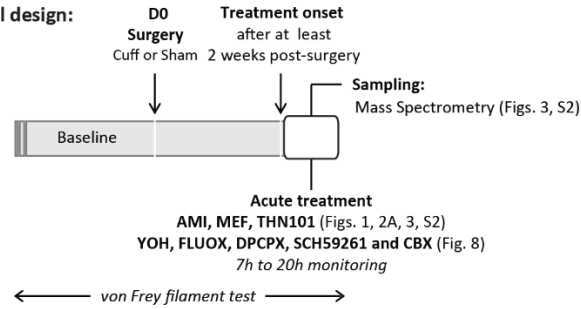 l design:
D0
Surgery
Cuff or Sham
Treatment onset
after at least
2 weeks post-surgery
Sampling:
Mass Spectrometry (Figs. 3, S2)
Baseline
Acute treatment
AMI, MEF, THN101 (Figs. 1, 2A, 3, S2)
YOH, FLUOX, DPCPX, SCH59261 and CBX (Fig. 8)
7h to 20h monitoring
von Frey filament test